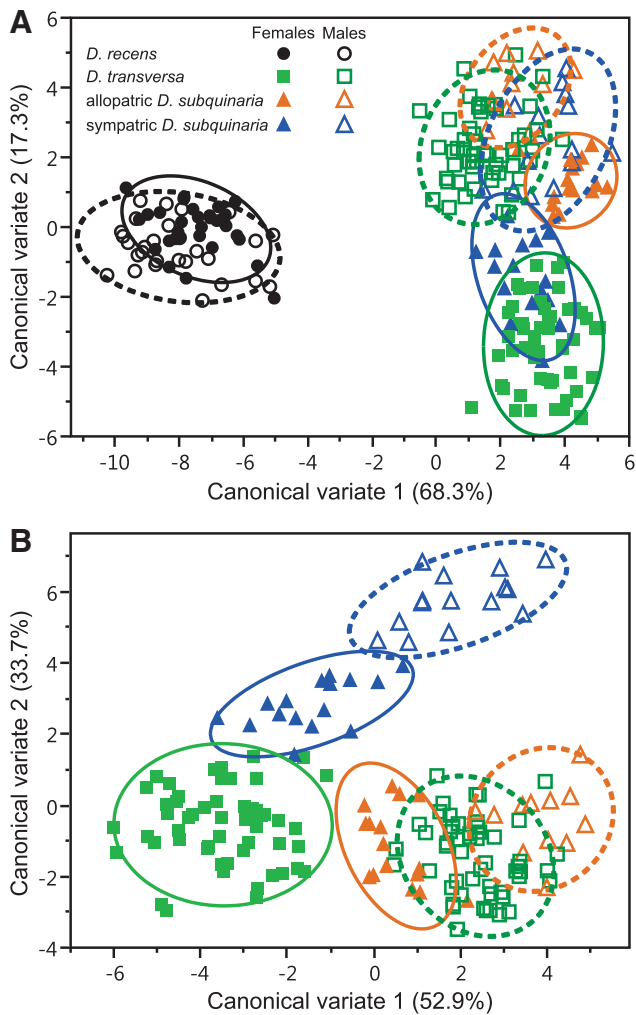 A
Females Males
D. recens
D. transversa
allopatric D. subquinaria
sympatric D. subquinaria
6
4
2
0
-2
-4
-6
Canonical variate 2 (17.3%)
-10 -8 -6 -4 -2 0 2 4 6
Canonical variate 1 (68.3%)
B
6
4
2
0
-2
-4
Canonical variate 2 (33.7%)
-6 -4 -2 0 2 4
Canonical variate 1 (52.9%)